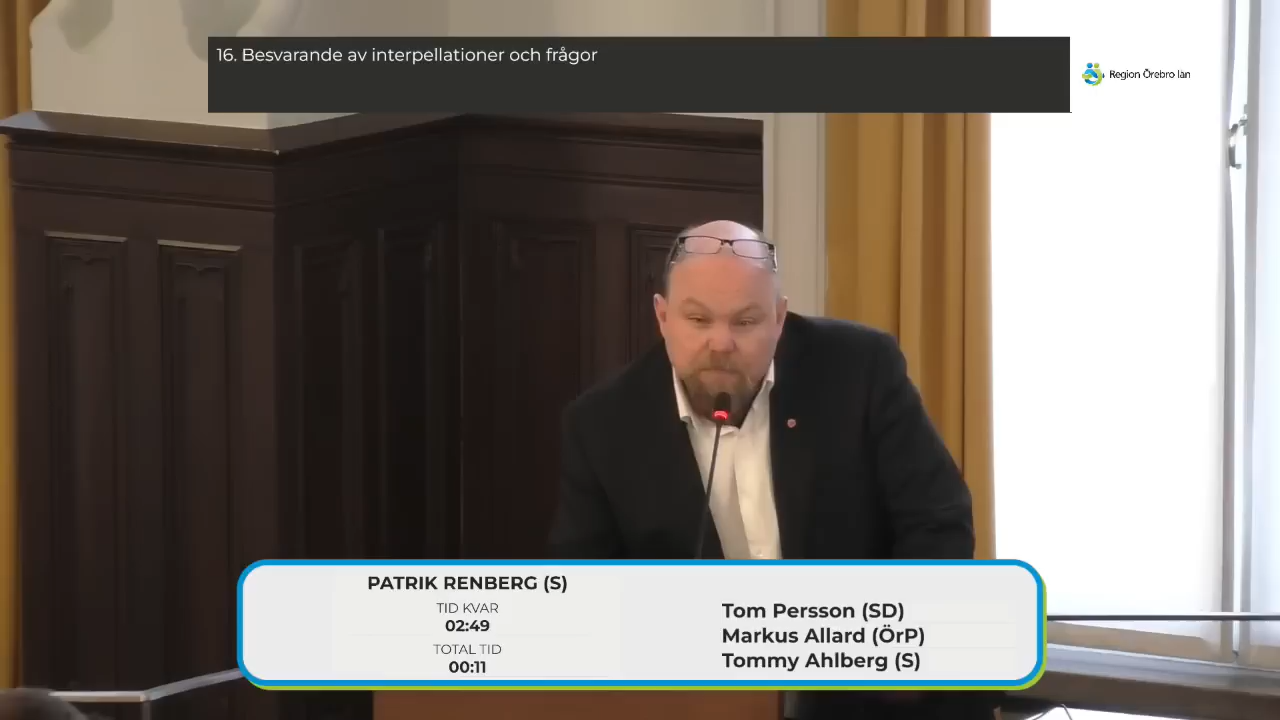 16. Besvarande av interpellationer och frågor
Region Örebro län
PATRIK RENBERG (S)
TID KVAR
02:49
TOTAL TID
00:11
Tom Persson (SD)
Markus Allard (ÖrP)
Tommy Ahlberg (S)